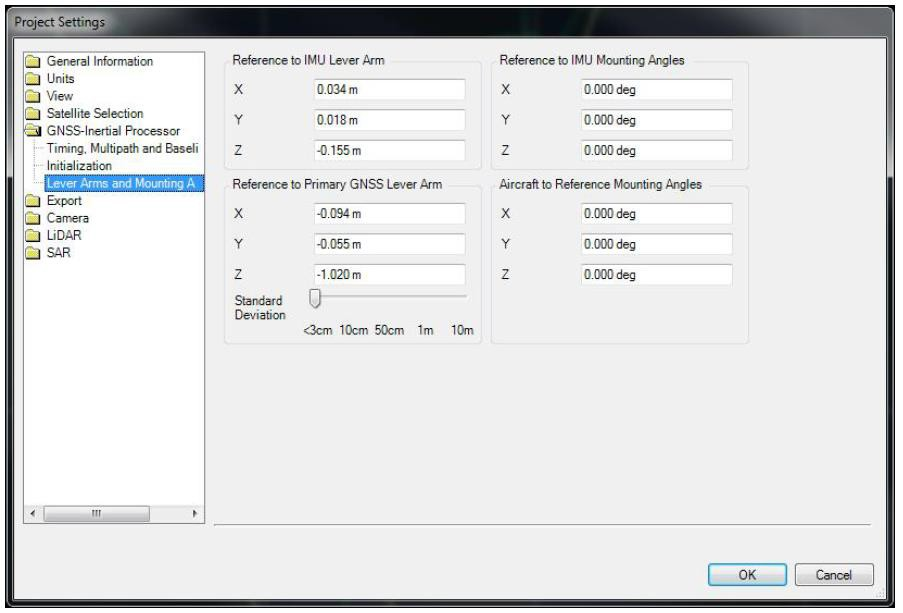 Project Settings
General Information
Units
View
Satellite Selection
GNSS-Inertial Processor
Timing, Multipath and Baseli
Initialization
Lever Arms and Mounting A
Export
Camera
LiDAR
SAR
Reference to IMU Lever Arm
X 0.034 m
Y 0.018 m
Z -0.155 m
Reference to IMU Mounting Angles
X 0.000 deg
Y 0.000 deg
Z 0.000 deg
Reference to Primary GNSS Lever Arm
X -0.094 m
Y -0.055 m
Z -1.020 m
Standard
Deviation
<3cm 10cm 50cm 1m 10m
Aircraft to Reference Mounting Angles
X 0.000 deg
Y 0.000 deg
Z 0.000 deg
OK Cancel